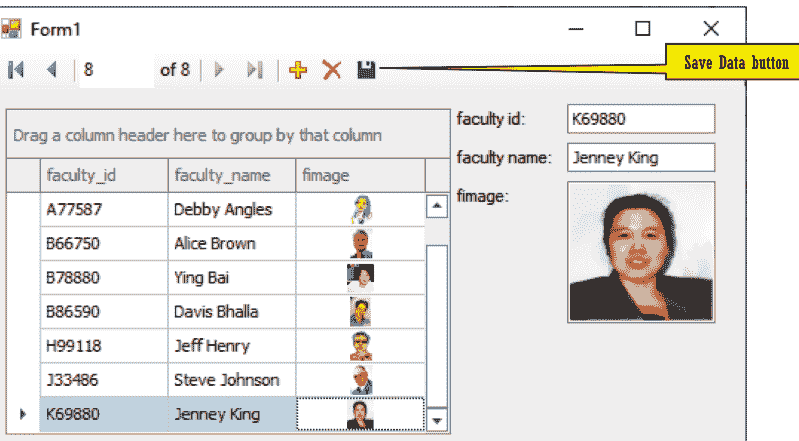 Form1
8 of 8
Save Data button
Drag a column header here to group by that column
faculty_id faculty_name fimage
A77587 Debby Angles
B66750 Alice Brown
B78880 Ying Bai
B86590 Davis Bhalla
H99118 Jeff Henry
J33486 Steve Johnson
K69880 Jenney King
faculty id: K69880
faculty name: Jenney King
fimage: